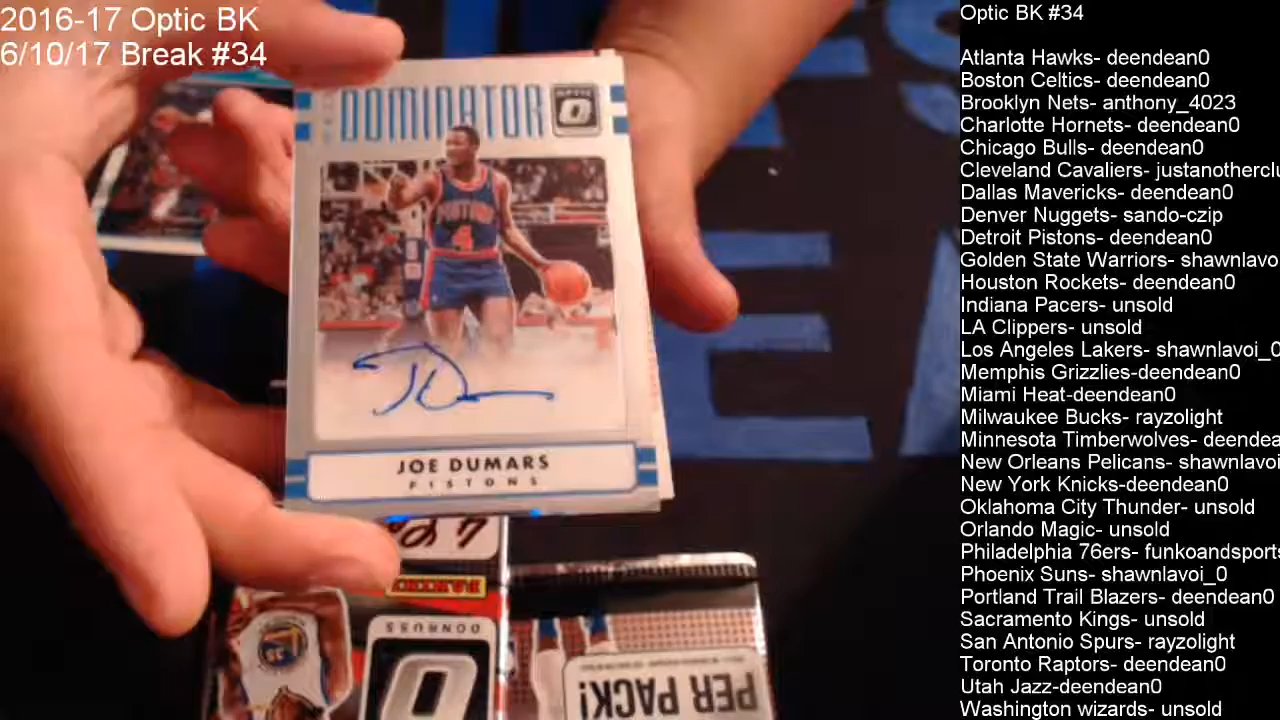 2016-17 Optic BK
6/10/17 Break #34
DOMINATOR
OPTIC
PISTONS
4
JOE DUMARS
PISTONS
PANINI
DONRUSS
PER PACK!
Optic BK #34
Atlanta Hawks- deendean0
Boston Celtics- deendean0
Brooklyn Nets- anthony_4023
Charlotte Hornets- deendean0
Chicago Bulls- deendean0
Cleveland Cavaliers- justanotherclu
Dallas Mavericks- deendean0
Denver Nuggets- sando-czip
Detroit Pistons- deendean0
Golden State Warriors- shawnlavo
Houston Rockets- deendean0
Indiana Pacers- unsold
LA Clippers- unsold
Los Angeles Lakers- shawnlavoi_0
Memphis Grizzlies-deendean0
Miami Heat-deendean0
Milwaukee Bucks- rayzolight
Minnesota Timberwolves- deendea
New Orleans Pelicans- shawnlavoi
New York Knicks-deendean0
Oklahoma City Thunder- unsold
Orlando Magic- unsold
Philadelphia 76ers- funkoandsports
Phoenix Suns- shawnlavoi_0
Portland Trail Blazers- deendean0
Sacramento Kings- unsold
San Antonio Spurs- rayzolight
Toronto Raptors- deendean0
Utah Jazz-deendean0
Washington wizards- unsold